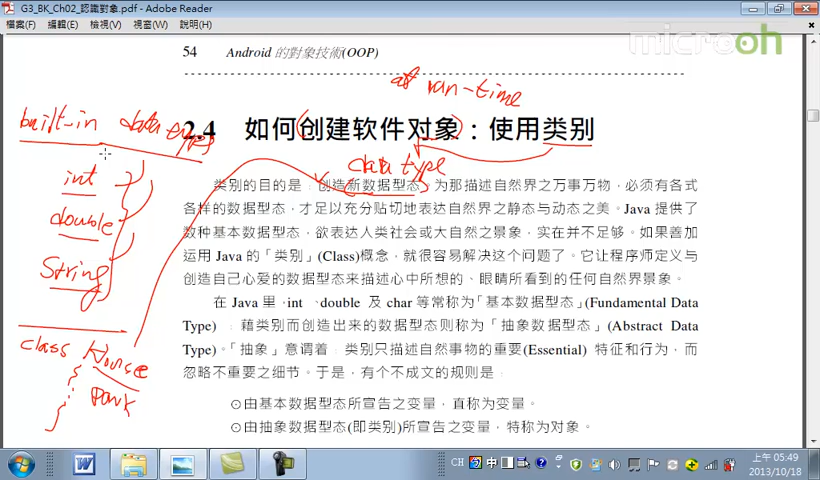 G3_BK_Ch02_認識對象.pdf - Adobe Reader
檔案(F) 編輯(E) 檢視(V) 視窗(W) 說明(H)
microoh
54 Android 的對象技術(OOP)
at run-time
built-in data types
2.4 如何创建软件对象：使用类别
data type
int
double
String
class House
Park
类别的目的是：创造新数据型态。为那描述自然界之万事万物，必须有各式
各样的数据型态，才足以充分贴切地表达自然界之静态与动态之美。Java 提供了
数种基本数据型态，欲表达人类社会或大自然之景象，实在并不足够。如果善加
运用 Java 的「类别」(Class)概念，就很容易解决这个问题了。它让程序师定义与
创造自己心爱的数据型态来描述心中所想的、眼睛所看到的任何自然界景象。
在 Java 里，int 、double 及 char 等常称为「基本数据型态」(Fundamental Data
Type)，藉类别而创造出来的数据型态则称为「抽象数据型态」(Abstract Data
Type)。「抽象」意谓着：类别只描述自然事物的重要(Essential) 特征和行为，而
忽略不重要之细节。于是，有个不成文的规则是：
⊙由基本数据型态所宣告之变量，直称为变量。
⊙由抽象数据型态(即类别)所宣告之变量，特称为对象。
CH 中
上午 05:49
2013/10/18